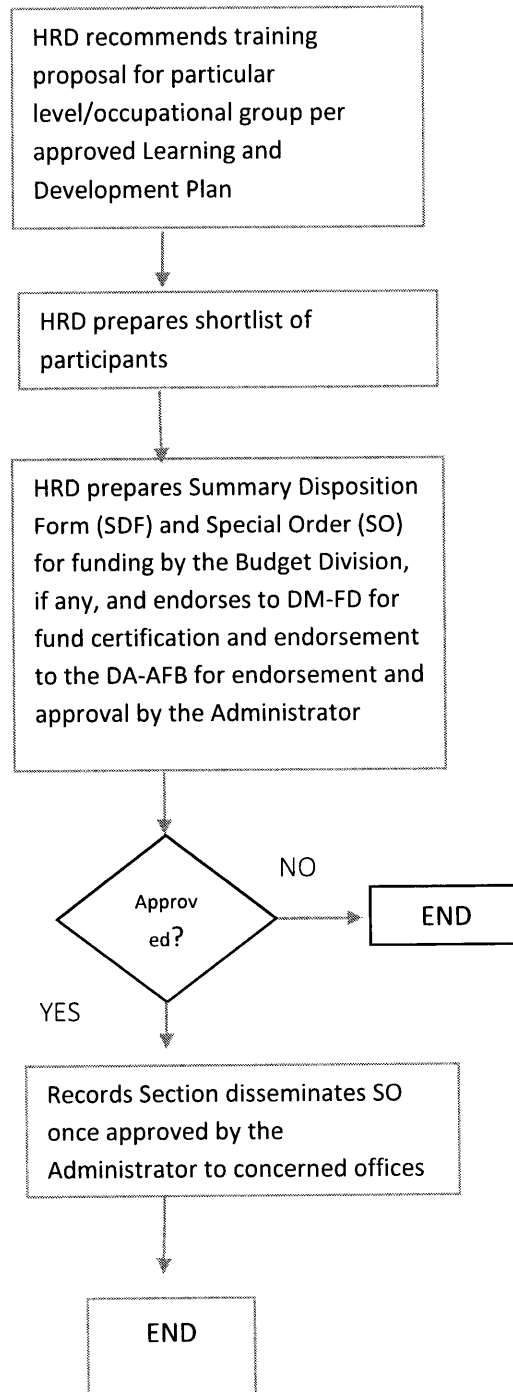 HRD recommends training
proposal for particular
level/occupational group per
approved Learning and
Development Plan
HRD prepares shortlist of
participants
HRD prepares Summary Disposition
Form (SDF) and Special Order (SO)
for funding by the Budget Division,
if any, and endorses to DM-FD for
fund certification and endorsement
to the DA-AFB for endorsement and
approval by the Administrator
Approv
ed?
NO
END
YES
Records Section disseminates SO
once approved by the
Administrator to concerned offices
END